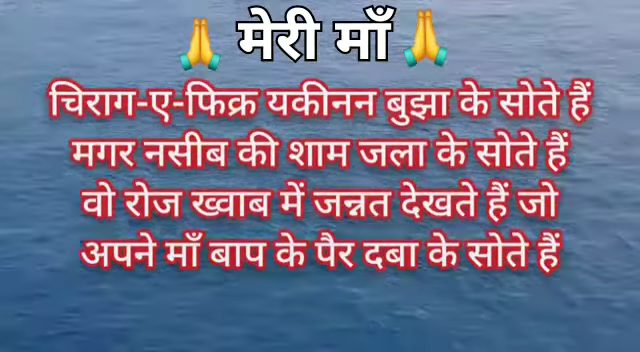 🙏 मेरी माँ 🙏
चिराग-ए-फिक्र यकीनन बुझा के सोते हैं
मगर नसीब की शाम जला के सोते हैं
वो रोज ख्वाब में जन्नत देखते हैं जो
अपने माँ बाप के पैर दबा के सोते हैं